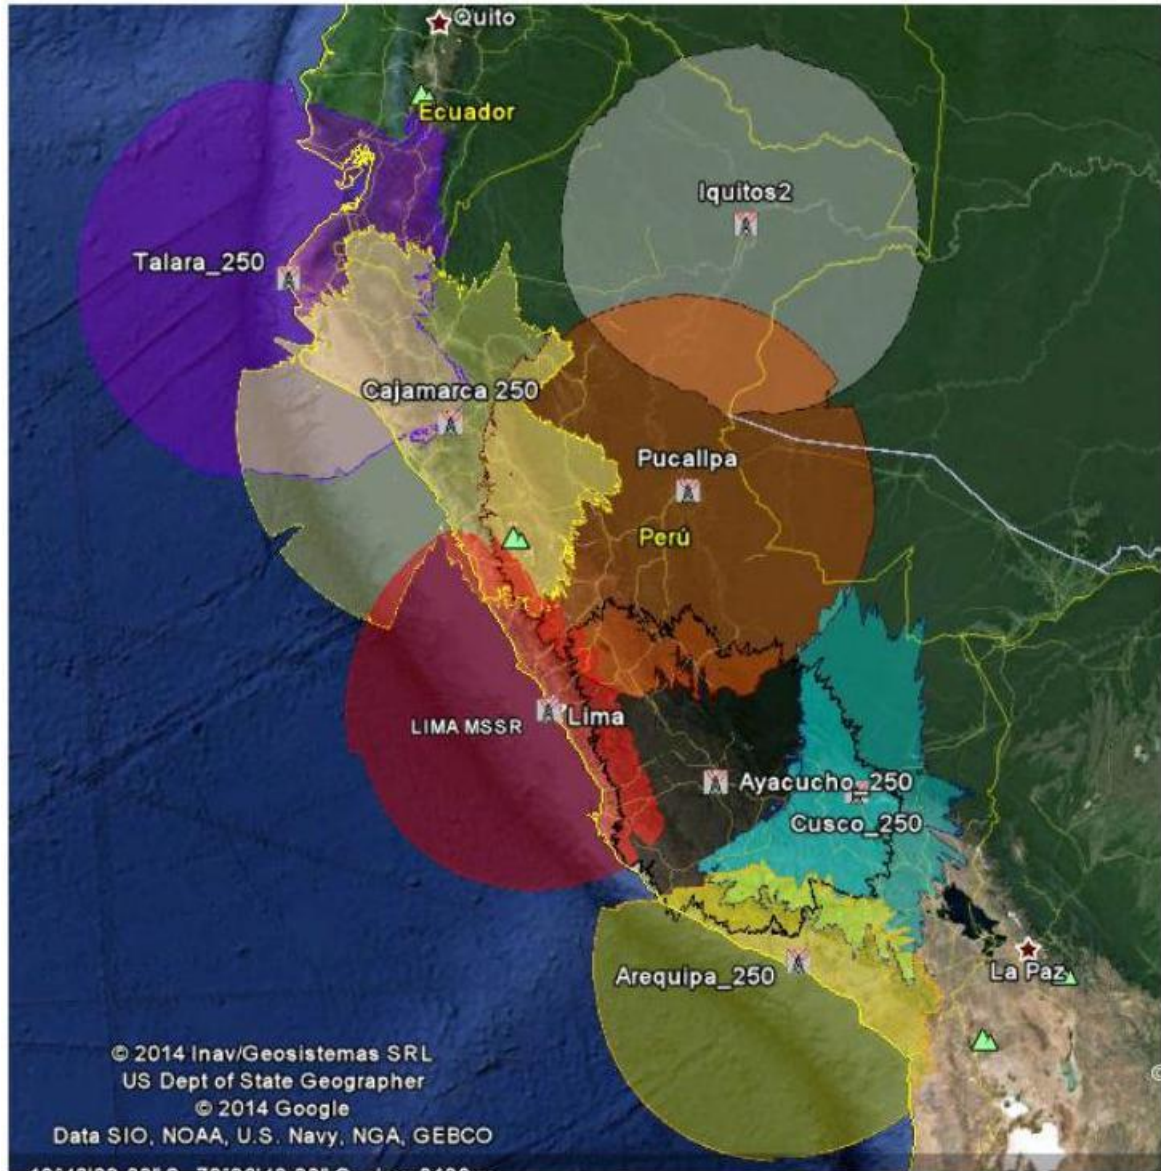 Quito
Ecuador
Iquitos2
Talara_250
Cajamarca 250
Pucallpa
Perú
LIMA MSSR
Lima
Ayacucho_250
Cusco_250
Arequipa_250
La Paz
© 2014 Inav/Geosistemas SRL
US Dept of State Geographer
© 2014 Google
Data SIO, NOAA, U.S. Navy, NGA, GEBCO
©